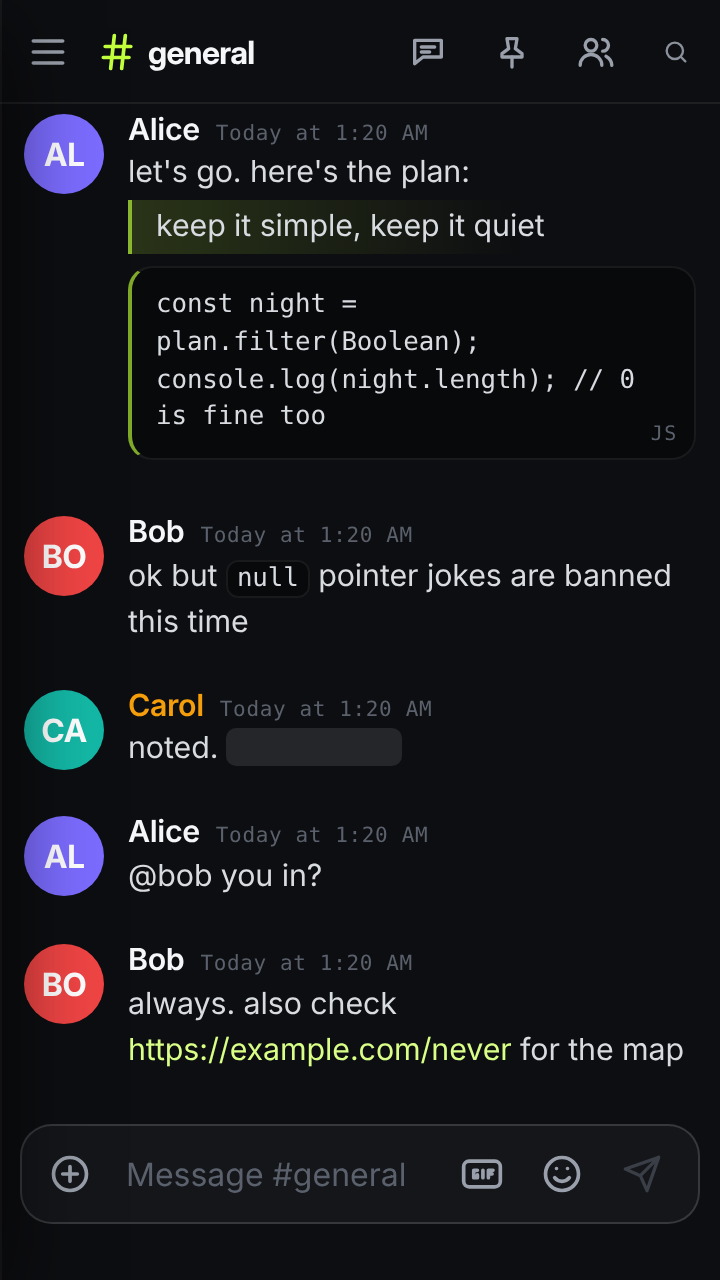 # general
AL
Alice Today at 1:20 AM
let's go. here's the plan:
keep it simple, keep it quiet
const night =
plan.filter(Boolean);
console.log(night.length); // 0
is fine too
JS
BO
Bob Today at 1:20 AM
ok but null pointer jokes are banned
this time
CA
Carol Today at 1:20 AM
noted.
AL
Alice Today at 1:20 AM
@bob you in?
BO
Bob Today at 1:20 AM
always. also check
https://example.com/never for the map
Message #general GIF